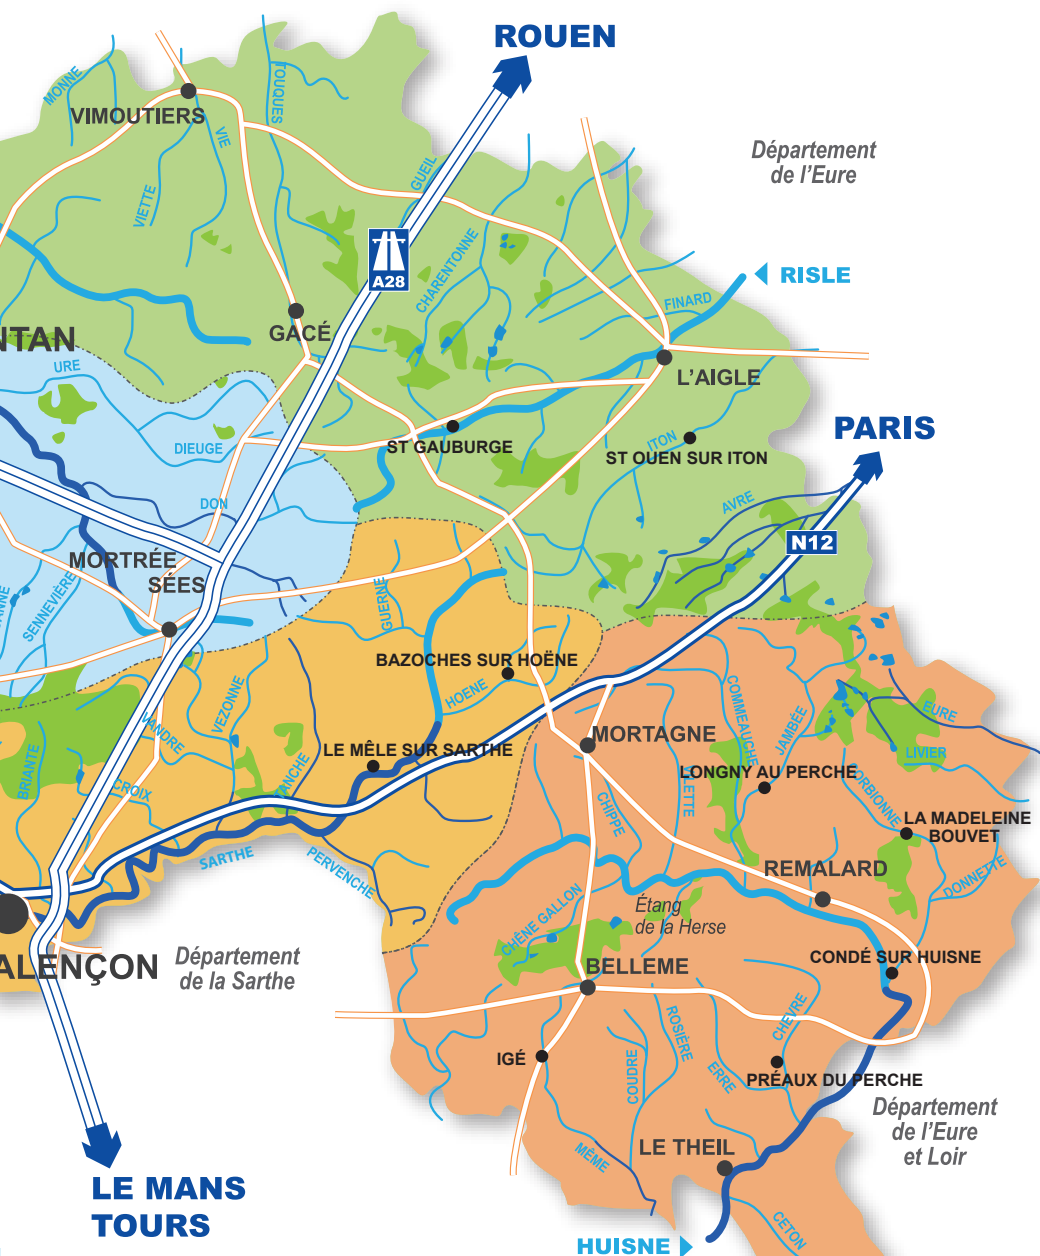 ROUEN
MONNE
TOUQUES
VIMOUTIERS
VIE
Département
de l'Eure
GUEIL
VIETTE
CHARENTONNE
A28
RISLE
FINARD
GACÉ
NTAN
URE
L'AIGLE
PARIS
DIEUGE
ST GAUBURGE
ITON
ST OUEN SUR ITON
DON
AVRE
N12
MORTRÉE
SÉES
SENNEVIÈRE
ANNE
GUERNE
BAZOCHES SUR HOËNE
HOENE
VEZONNE
VANDRE
COMMEAUCHE
JAMBÉE
EURE
BRIANTE
LE MÊLE SUR SARTHE
MORTAGNE
LIVIER
LONGNY AU PERCHE
CROIX
CHIPPE
CORBIONNE
LA MADELEINE
BOUVET
SARTHE
PERVENCHE
REMALARD
DONNETTE
CHÊNE GALLON
Étang
de la Herse
ALENÇON
Département
de la Sarthe
BELLEME
CONDÉ SUR HUISNE
ROSIÈRE
CHEVRE
IGÉ
COUDRE
ERRE
PRÉAUX DU PERCHE
Département
de l'Eure
et Loir
MÊME
LE THEIL
LE MANS
TOURS
CETON
HUISNE